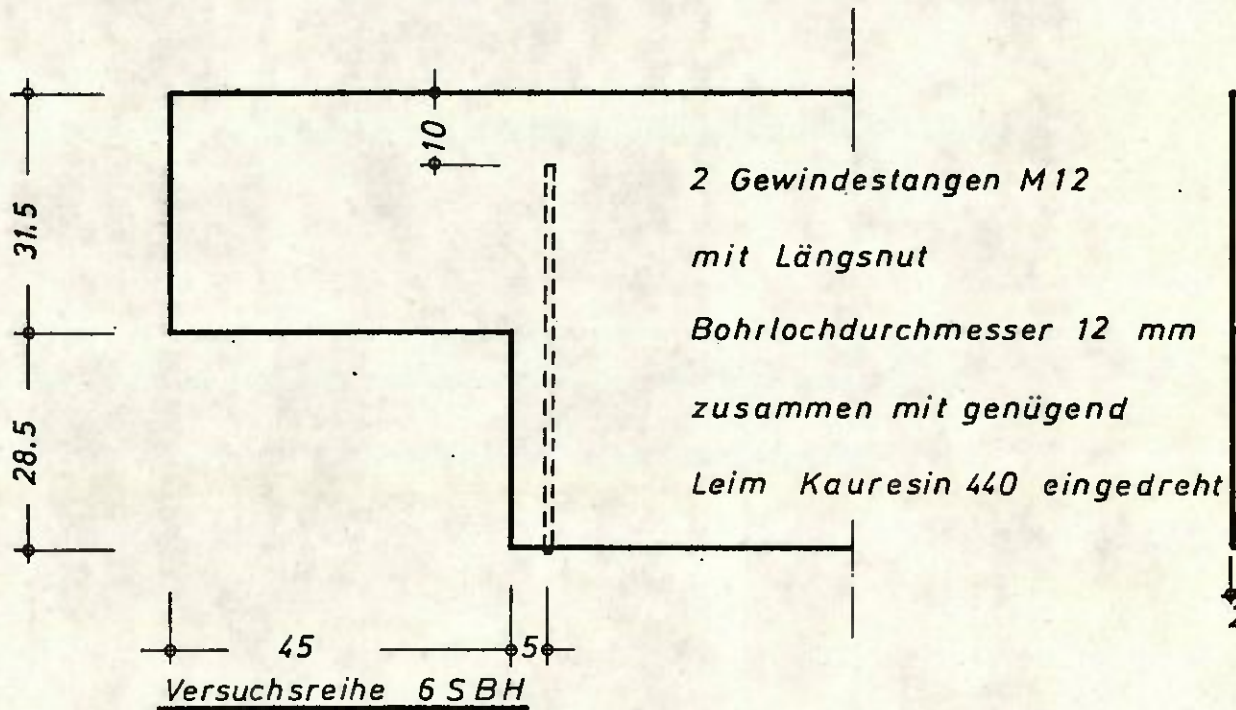 10
31.5
28.5
2 Gewindestangen M12
mit Längsnut
Bohrlochdurchmesser 12 mm
zusammen mit genügend
Leim Kauresin 440 eingedreht
45
5
Versuchsreihe 6 SBH